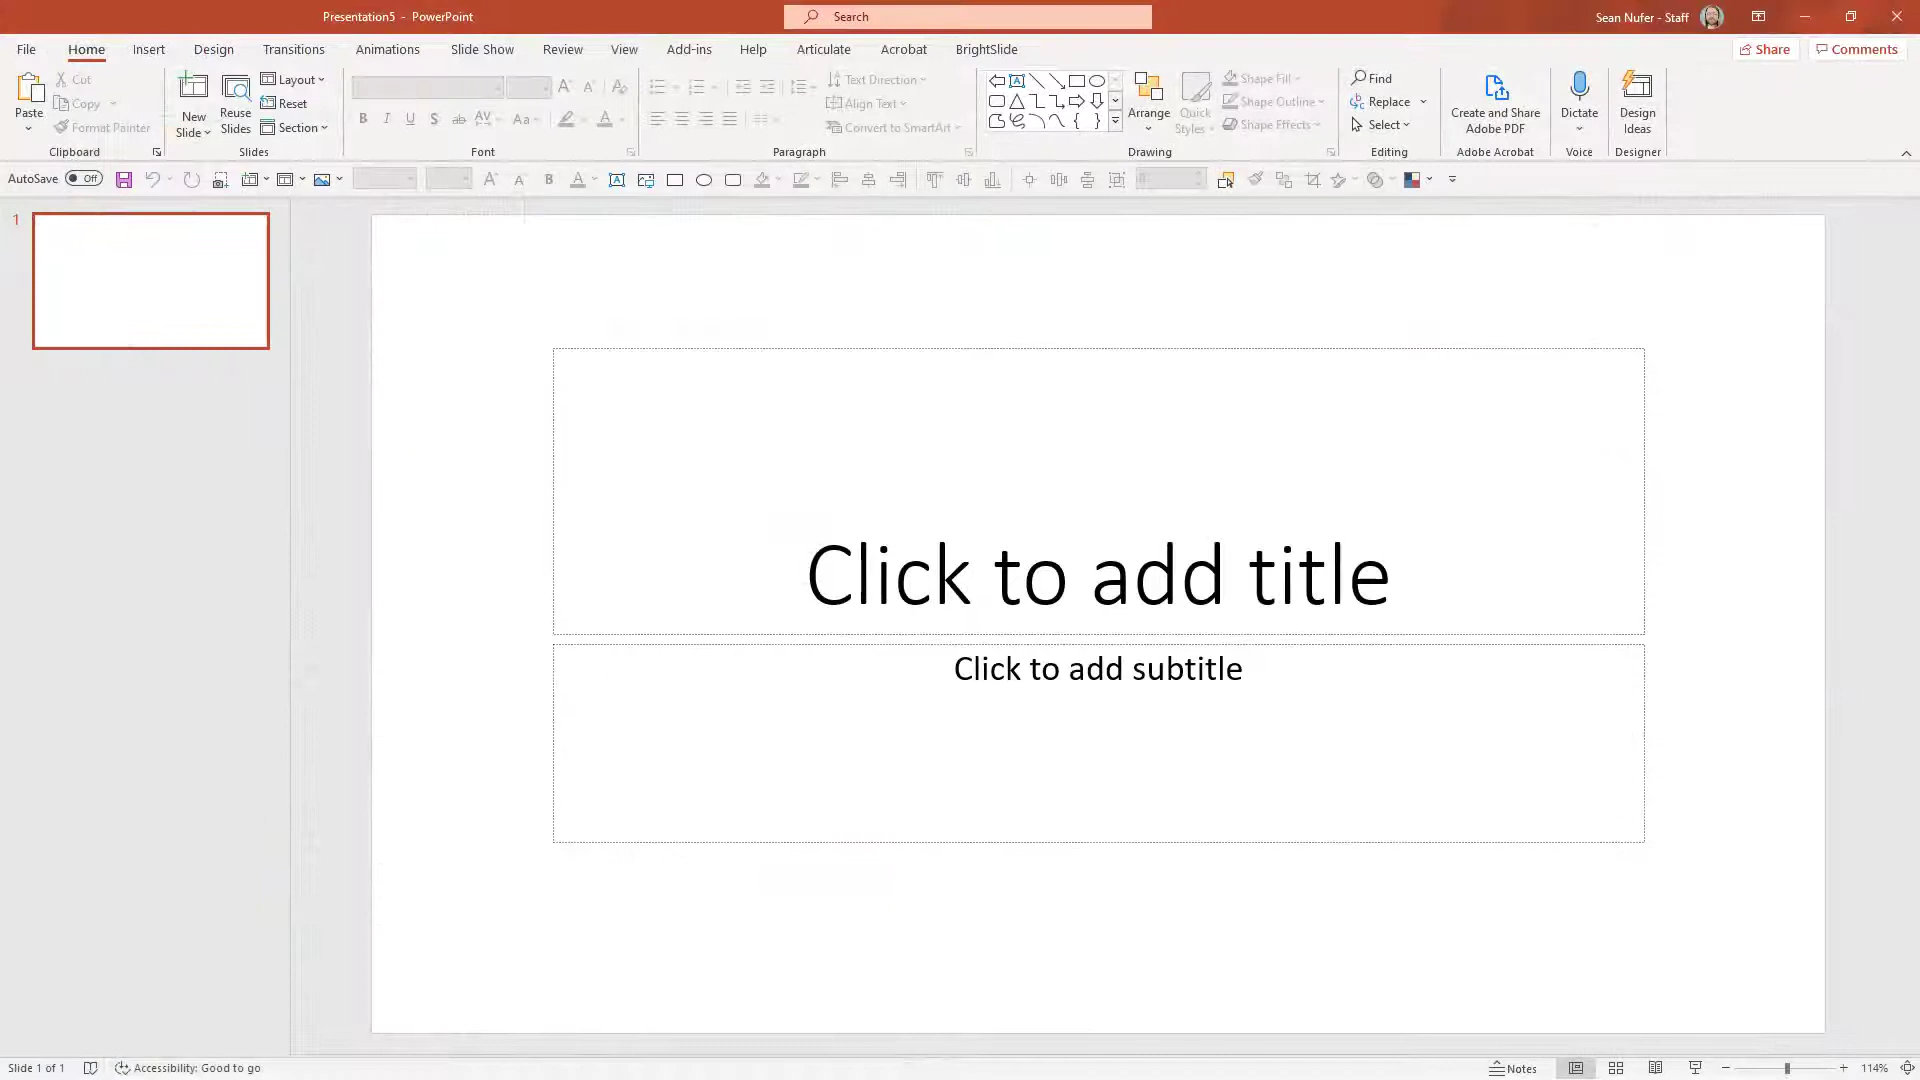 Presentation5 - PowerPoint
Search
Sean Nufer - Staff
File Home Insert Design Transitions Animations Slide Show Review View Add-ins Help Articulate Acrobat BrightSlide
Share Comments
Paste
Cut
Copy
Format Painter
Clipboard
New Slide
Reuse Slides
Layout
Reset
Section
Slides
B I U S ab AV Aa A
Font
Text Direction
Align Text
Convert to SmartArt
Paragraph
Arrange
Quick Styles
Shape Fill
Shape Outline
Shape Effects
Drawing
Find
Replace
Select
Editing
Create and Share Adobe PDF
Adobe Acrobat
Dictate
Voice
Design Ideas
Designer
AutoSave Off
1
Click to add title
Click to add subtitle
Slide 1 of 1
Accessibility: Good to go
Notes
114%